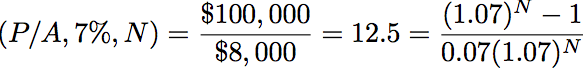 (P/A, 7%, N) = $100,000 / $8,000 = 12.5 = (1.07)^N − 1 / 0.07(1.07)^N